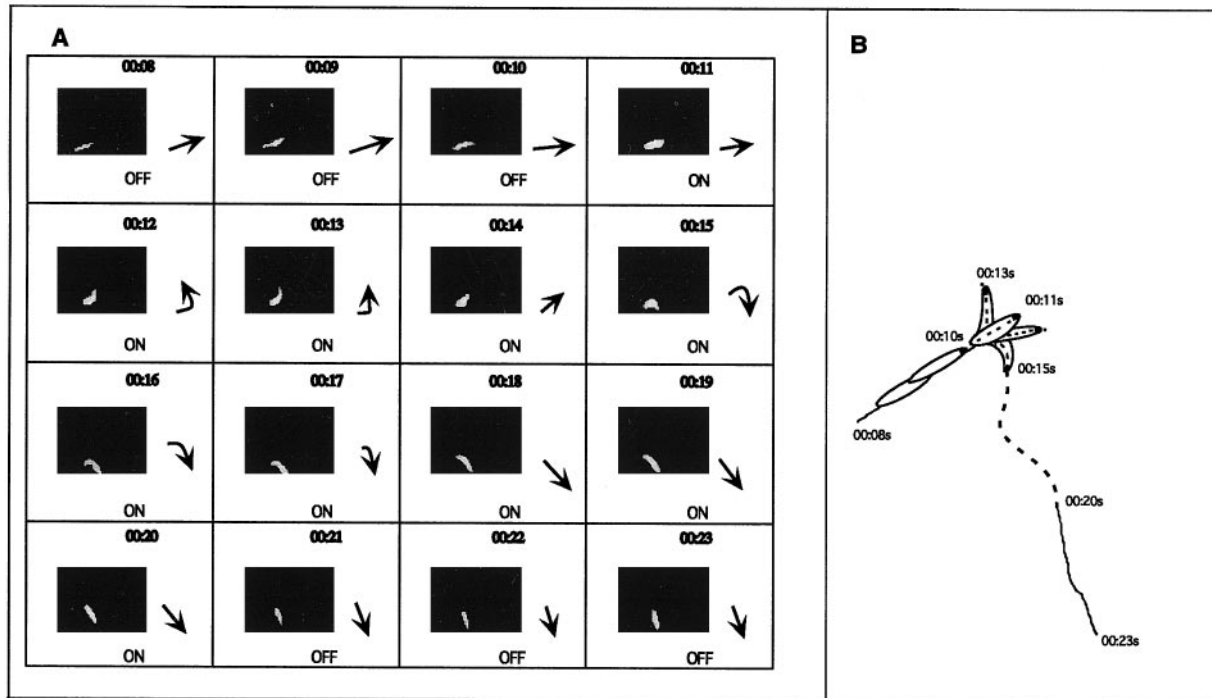 A
00:08 00:09 00:10 00:11
OFF OFF OFF ON
00:12 00:13 00:14 00:15
ON ON ON ON
00:16 00:17 00:18 00:19
ON ON ON ON
00:20 00:21 00:22 00:23
ON OFF OFF OFF
B
00:13s
00:11s
00:10s
00:15s
00:08s
00:20s
00:23s